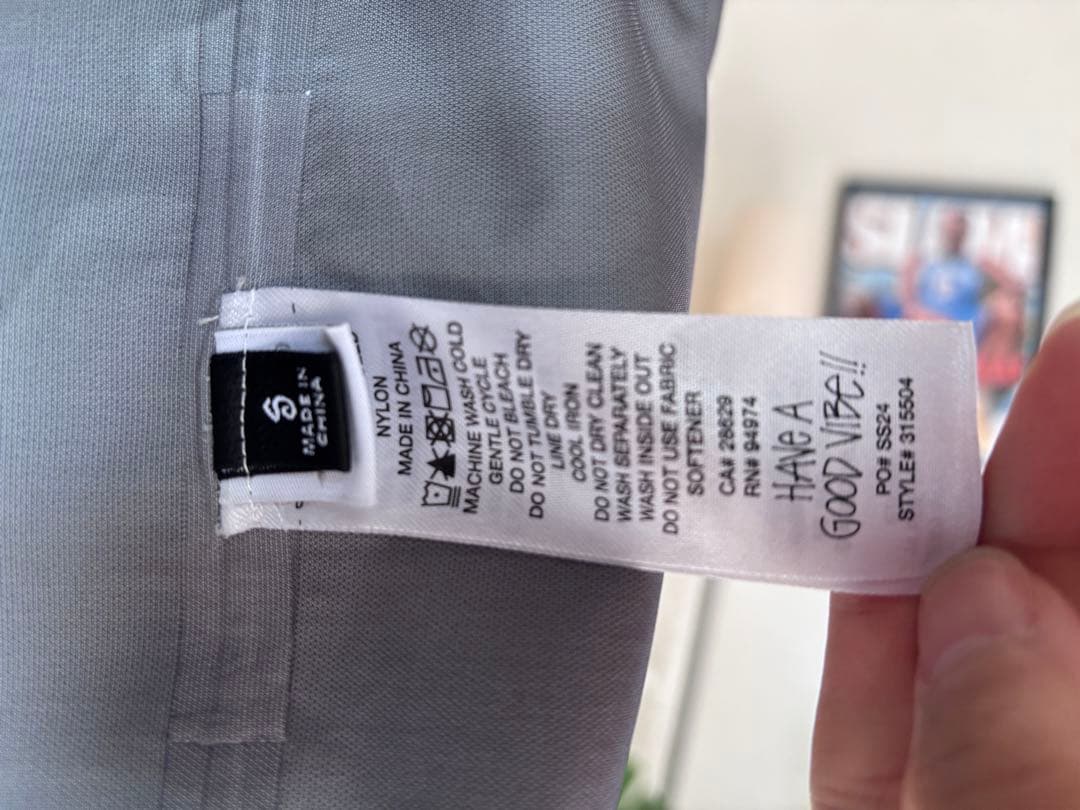 MADE IN
CHINA
NYLON
MADE IN CHINA
MACHINE WASH COLD
GENTLE CYCLE
DO NOT BLEACH
DO NOT TUMBLE DRY
LINE DRY
COOL IRON
DO NOT DRY CLEAN
WASH SEPARATELY
WASH INSIDE OUT
DO NOT USE FABRIC
SOFTENER
CA# 28629
RN# 94974
HAVE A
GOOD VIBE!!
PO# SS24
STYLE# 315504